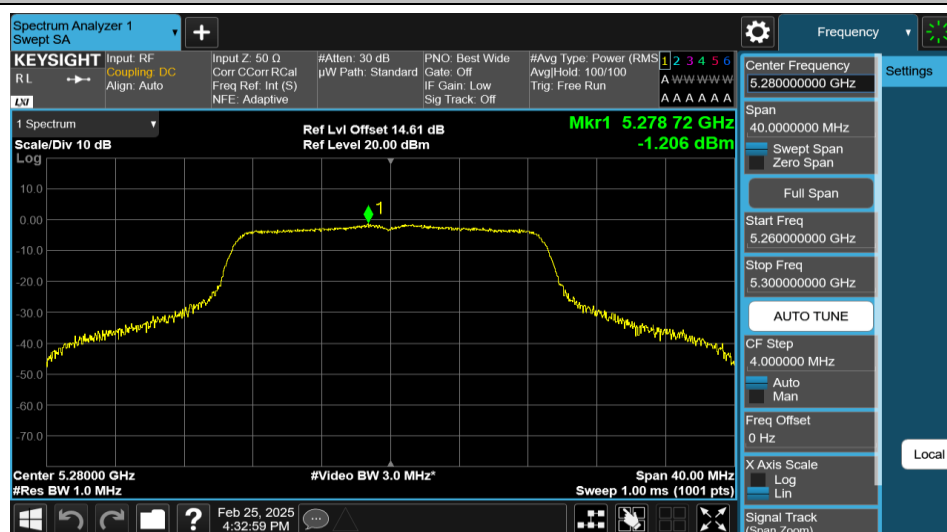 Spectrum Analyzer 1
Swept SA
Frequency
KEYSIGHT
R L
LXI
Input: RF
Coupling: DC
Align: Auto
Input Z: 50 Ω
Corr CCorr RCal
Freq Ref: Int (S)
NFE: Adaptive
#Atten: 30 dB
µW Path: Standard
PNO: Best Wide
Gate: Off
IF Gain: Low
Sig Track: Off
#Avg Type: Power (RMS
Avg|Hold: 100/100
Trig: Free Run
1 2 3 4 5 6
A W W W W W
A A A A A A
1 Spectrum
Scale/Div 10 dB
Log
Ref Lvl Offset 14.61 dB
Ref Level 20.00 dBm
Mkr1 5.278 72 GHz
-1.206 dBm
10.0
0.00
-10.0
-20.0
-30.0
-40.0
-50.0
-60.0
-70.0
1
Center 5.28000 GHz
#Res BW 1.0 MHz
#Video BW 3.0 MHz*
Span 40.00 MHz
Sweep 1.00 ms (1001 pts)
Feb 25, 2025
4:32:59 PM
Center Frequency
5.280000000 GHz
Settings
Span
40.0000000 MHz
Swept Span
Zero Span
Full Span
Start Freq
5.260000000 GHz
Stop Freq
5.300000000 GHz
AUTO TUNE
CF Step
4.000000 MHz
Auto
Man
Freq Offset
0 Hz
X Axis Scale
Log
Lin
Local
Signal Track
(Span Zoom)